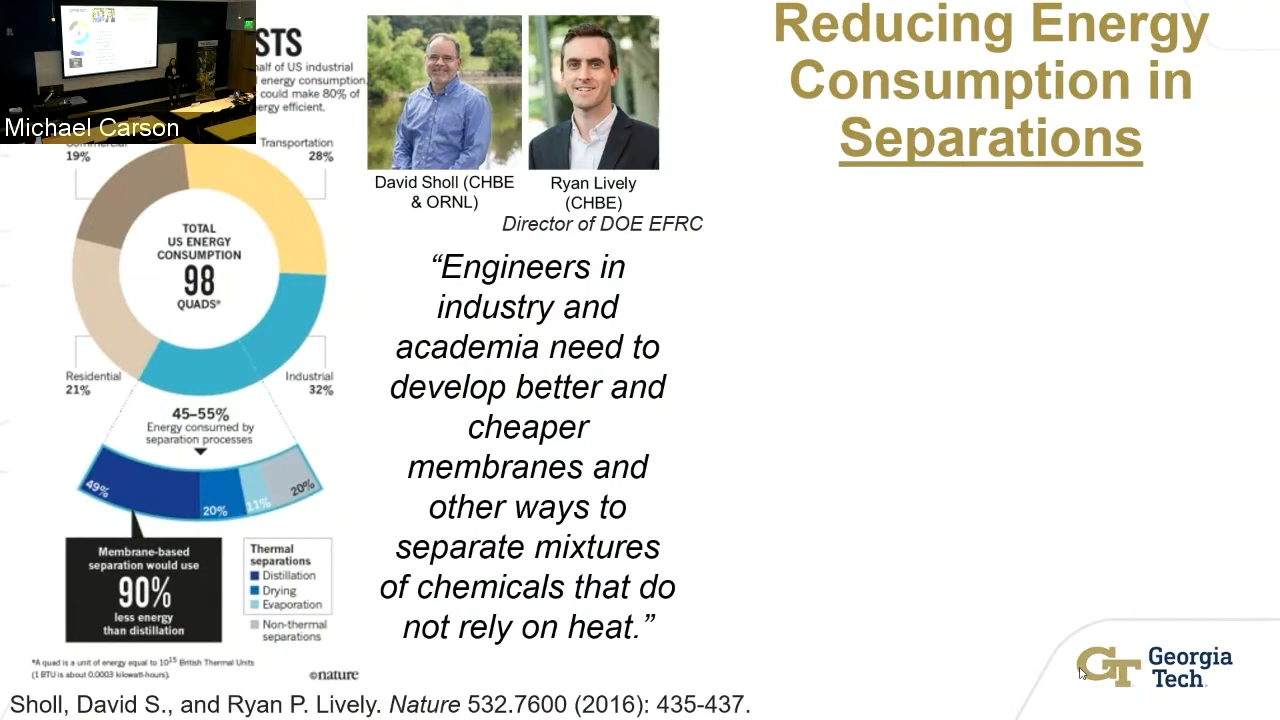 Reducing Energy
Consumption in
Separations
Michael Carson
STS
half of US industrial
energy consumption.
could make 80% of
energy efficient.
David Sholl (CHBE
& ORNL)
Ryan Lively
(CHBE)
Director of DOE EFRC
Commercial
19%
Transportation
28%
TOTAL
US ENERGY
CONSUMPTION
98
QUADS*
Residential
21%
Industrial
32%
45–55%
Energy consumed by
separation processes
49%
20%
11%
20%
Membrane-based
separation would use
90%
less energy
than distillation
Thermal
separations
Distillation
Drying
Evaporation
Non-thermal
separations
*A quad is a unit of energy equal to 10¹⁵ British Thermal Units
(1 BTU is about 0.0003 kilowatt-hours).
©nature
“Engineers in
industry and
academia need to
develop better and
cheaper
membranes and
other ways to
separate mixtures
of chemicals that do
not rely on heat.”
Sholl, David S., and Ryan P. Lively. Nature 532.7600 (2016): 435-437.
GT
Georgia
Tech